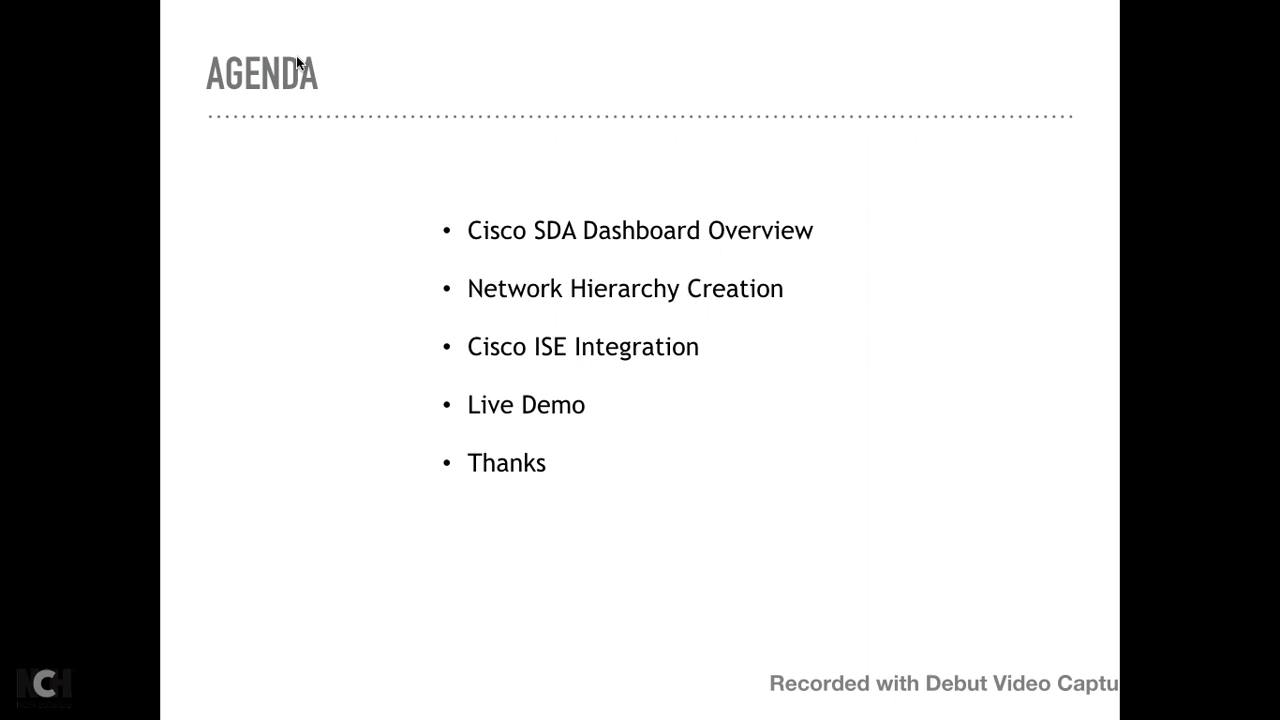 AGENDA
• Cisco SDA Dashboard Overview
• Network Hierarchy Creation
• Cisco ISE Integration
• Live Demo
• Thanks
NCH
Recorded with Debut Video Captu